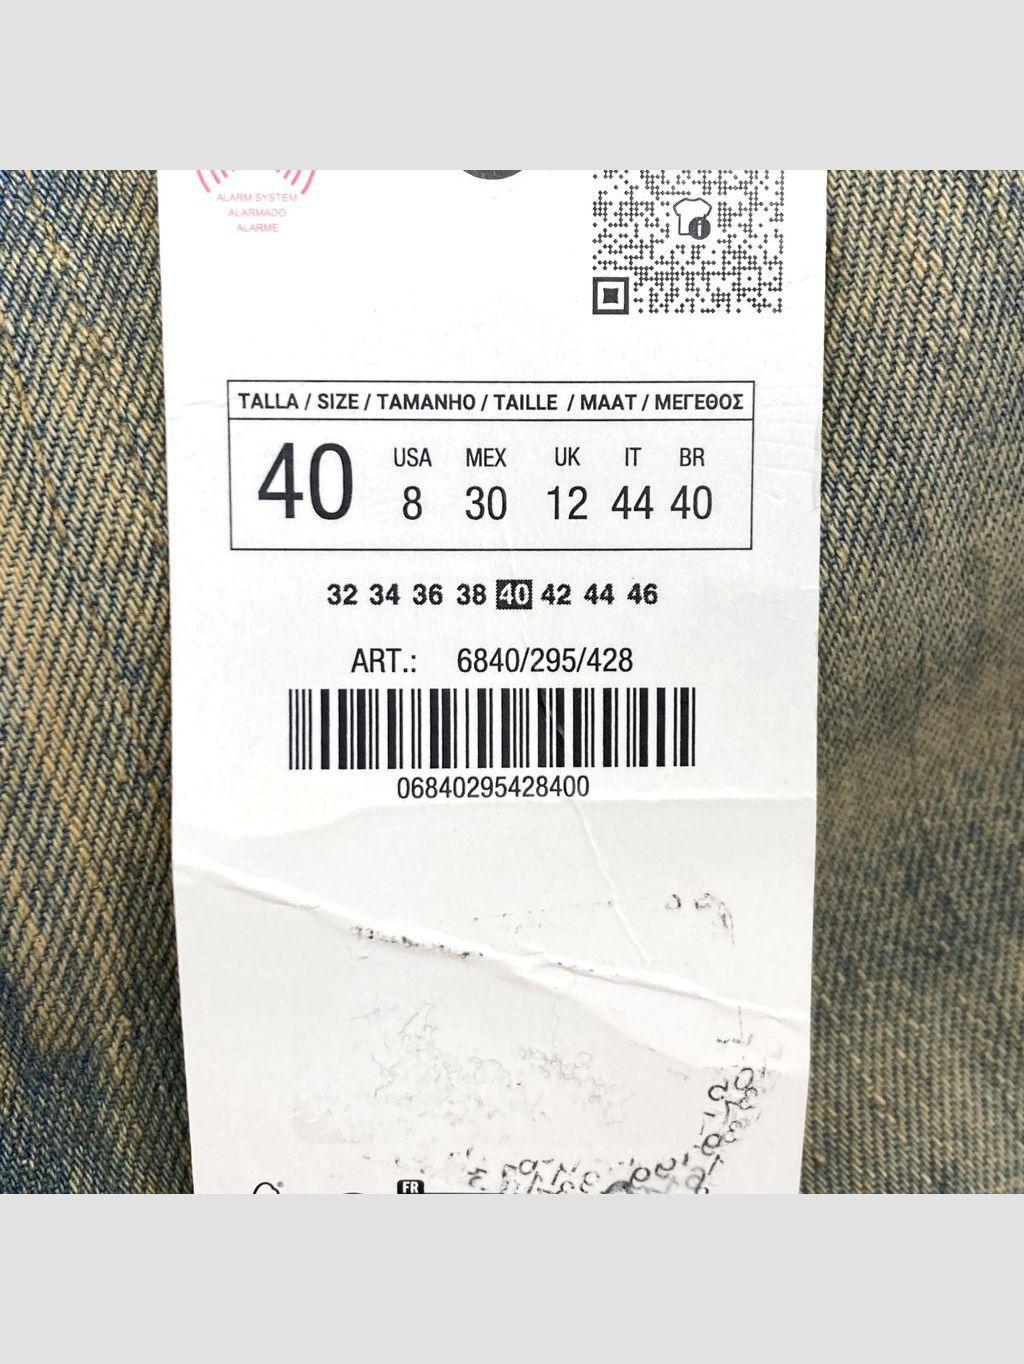 ALARM SYSTEM
ALARMADO
ALARME
TALLA / SIZE / TAMANHO / TAILLE / MAAT / ΜΕΓΕΘΟΣ
40
USA MEX UK IT BR
8 30 12 44 40
32 34 36 38 40 42 44 46
ART.: 6840/295/428
06840295428400
FR